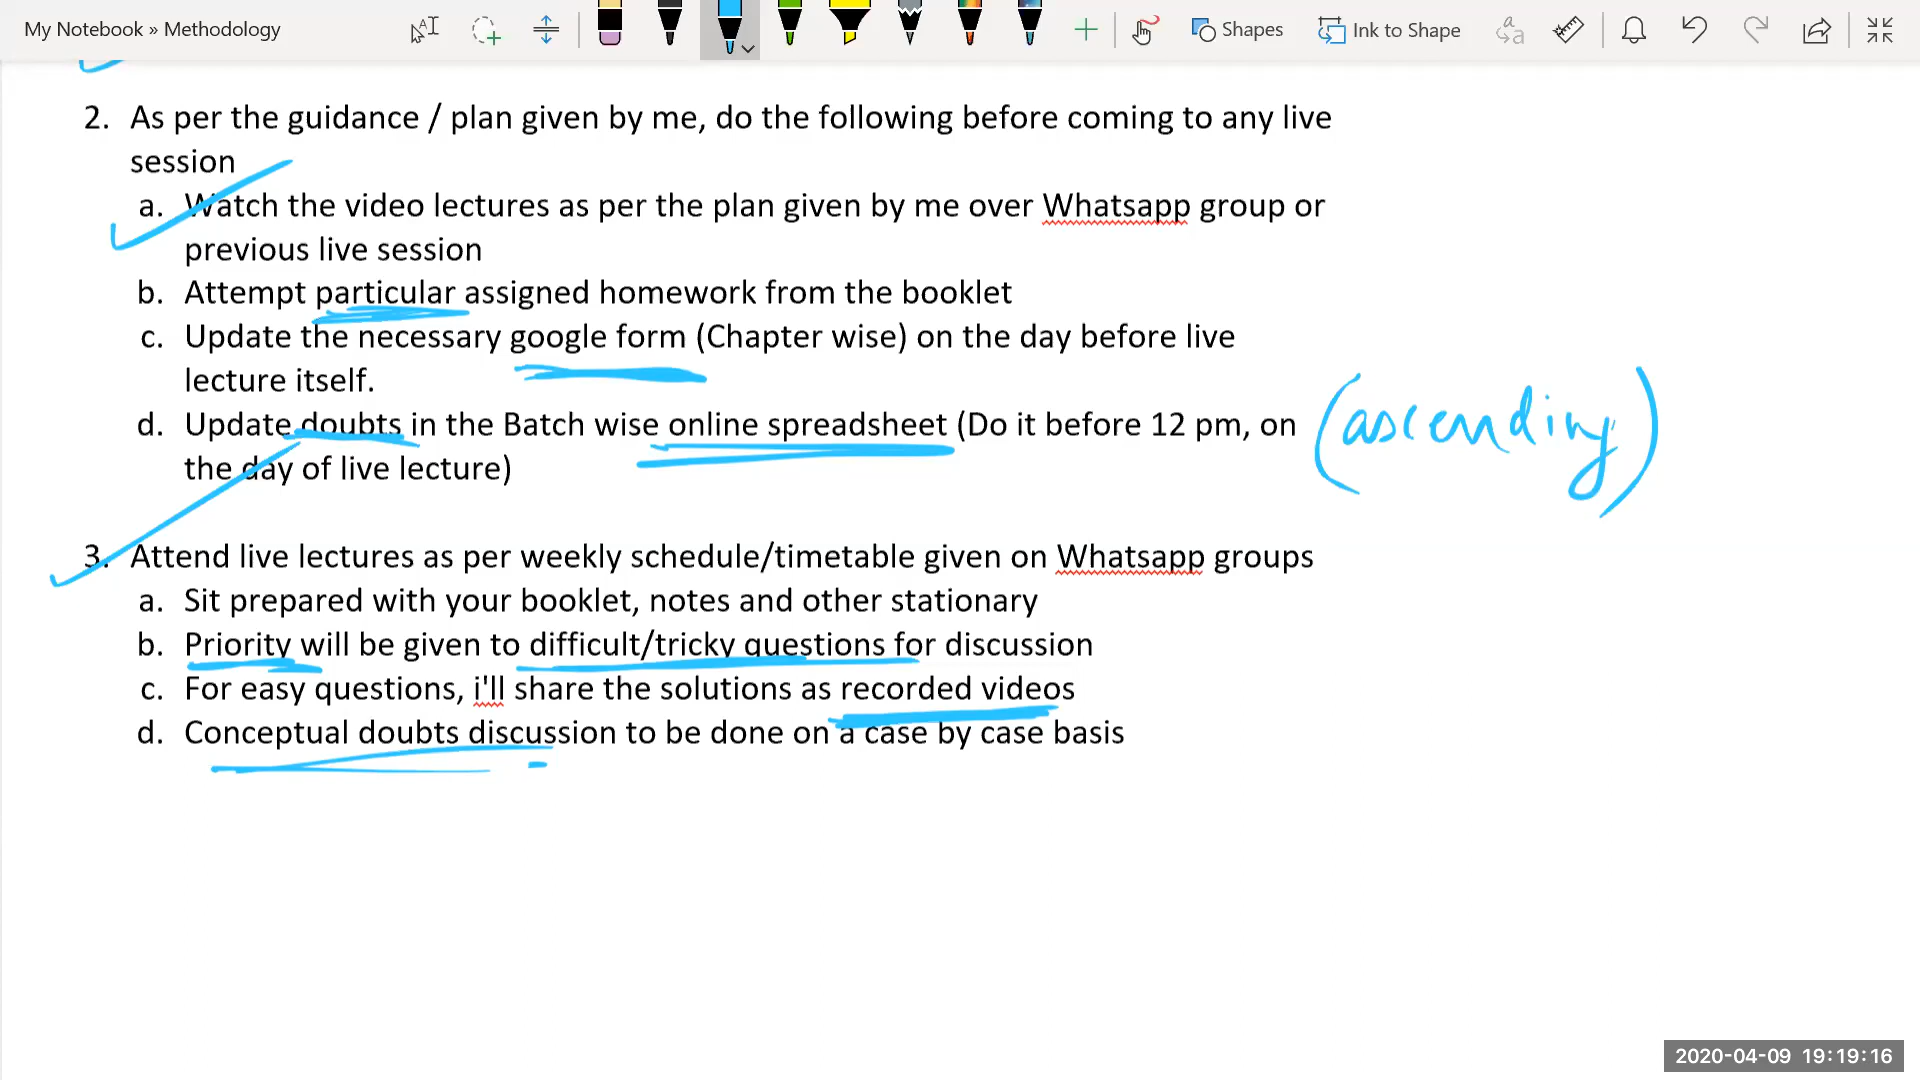 My Notebook » Methodology
Shapes
Ink to Shape
2. As per the guidance / plan given by me, do the following before coming to any live
session
a. Watch the video lectures as per the plan given by me over Whatsapp group or
previous live session
b. Attempt particular assigned homework from the booklet
c. Update the necessary google form (Chapter wise) on the day before live
lecture itself.
d. Update doubts in the Batch wise online spreadsheet (Do it before 12 pm, on
the day of live lecture)
(ascending)
3. Attend live lectures as per weekly schedule/timetable given on Whatsapp groups
a. Sit prepared with your booklet, notes and other stationary
b. Priority will be given to difficult/tricky questions for discussion
c. For easy questions, i'll share the solutions as recorded videos
d. Conceptual doubts discussion to be done on a case by case basis
2020-04-09 19:19:16